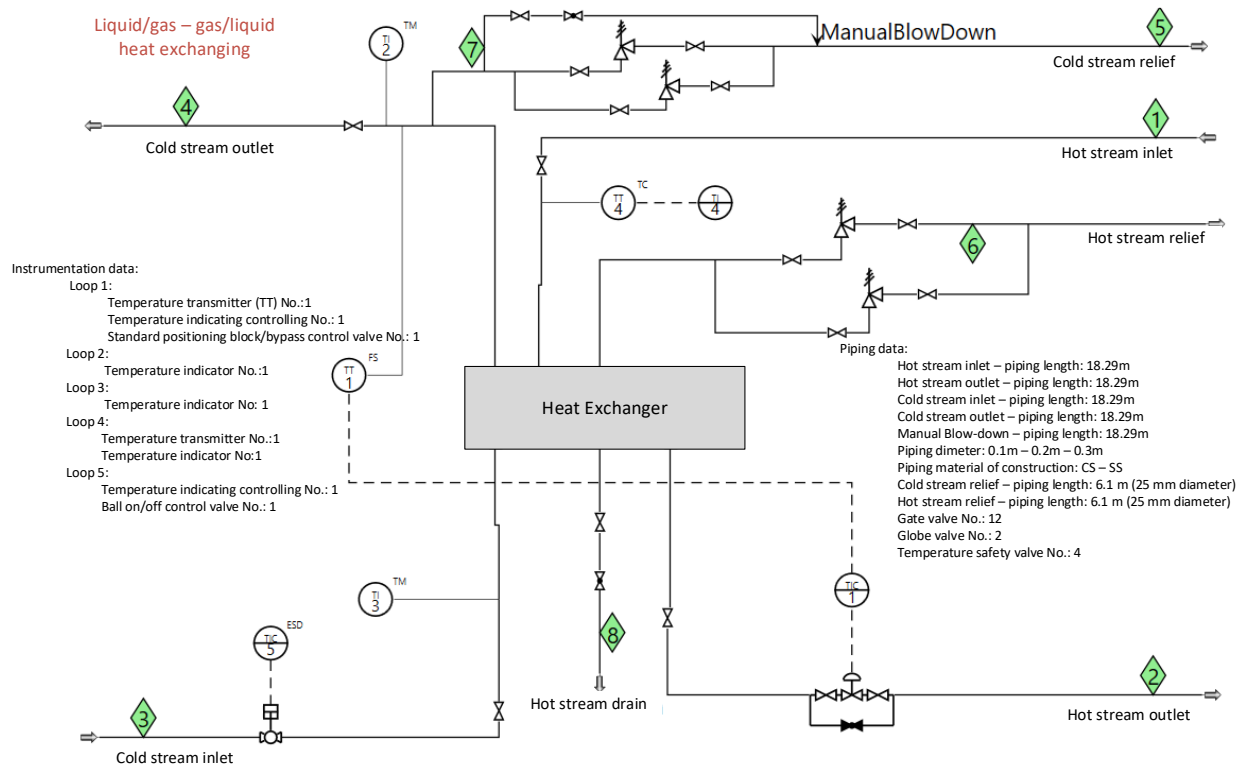 Liquid/gas – gas/liquid
heat exchanging
TI
2
TM
7
ManualBlowDown
5
Cold stream relief
4
Cold stream outlet
1
Hot stream inlet
TT
4
TC
TI
4
6
Hot stream relief
Instrumentation data:
Loop 1:
Temperature transmitter (TT) No.:1
Temperature indicating controlling No.: 1
Standard positioning block/bypass control valve No.: 1
Loop 2:
Temperature indicator No.:1
Loop 3:
Temperature indicator No: 1
Loop 4:
Temperature transmitter No.:1
Temperature indicator No:1
Loop 5:
Temperature indicating controlling No.: 1
Ball on/off control valve No.: 1
TT
1
FS
Heat Exchanger
Piping data:
Hot stream inlet – piping length: 18.29m
Hot stream outlet – piping length: 18.29m
Cold stream inlet – piping length: 18.29m
Cold stream outlet – piping length: 18.29m
Manual Blow-down – piping length: 18.29m
Piping dimeter: 0.1m – 0.2m – 0.3m
Piping material of construction: CS – SS
Cold stream relief – piping length: 6.1 m (25 mm diameter)
Hot stream relief – piping length: 6.1 m (25 mm diameter)
Gate valve No.: 12
Globe valve No.: 2
Temperature safety valve No.: 4
TI
3
TM
TIC
1
TIC
5
ESD
8
Hot stream drain
2
Hot stream outlet
3
Cold stream inlet